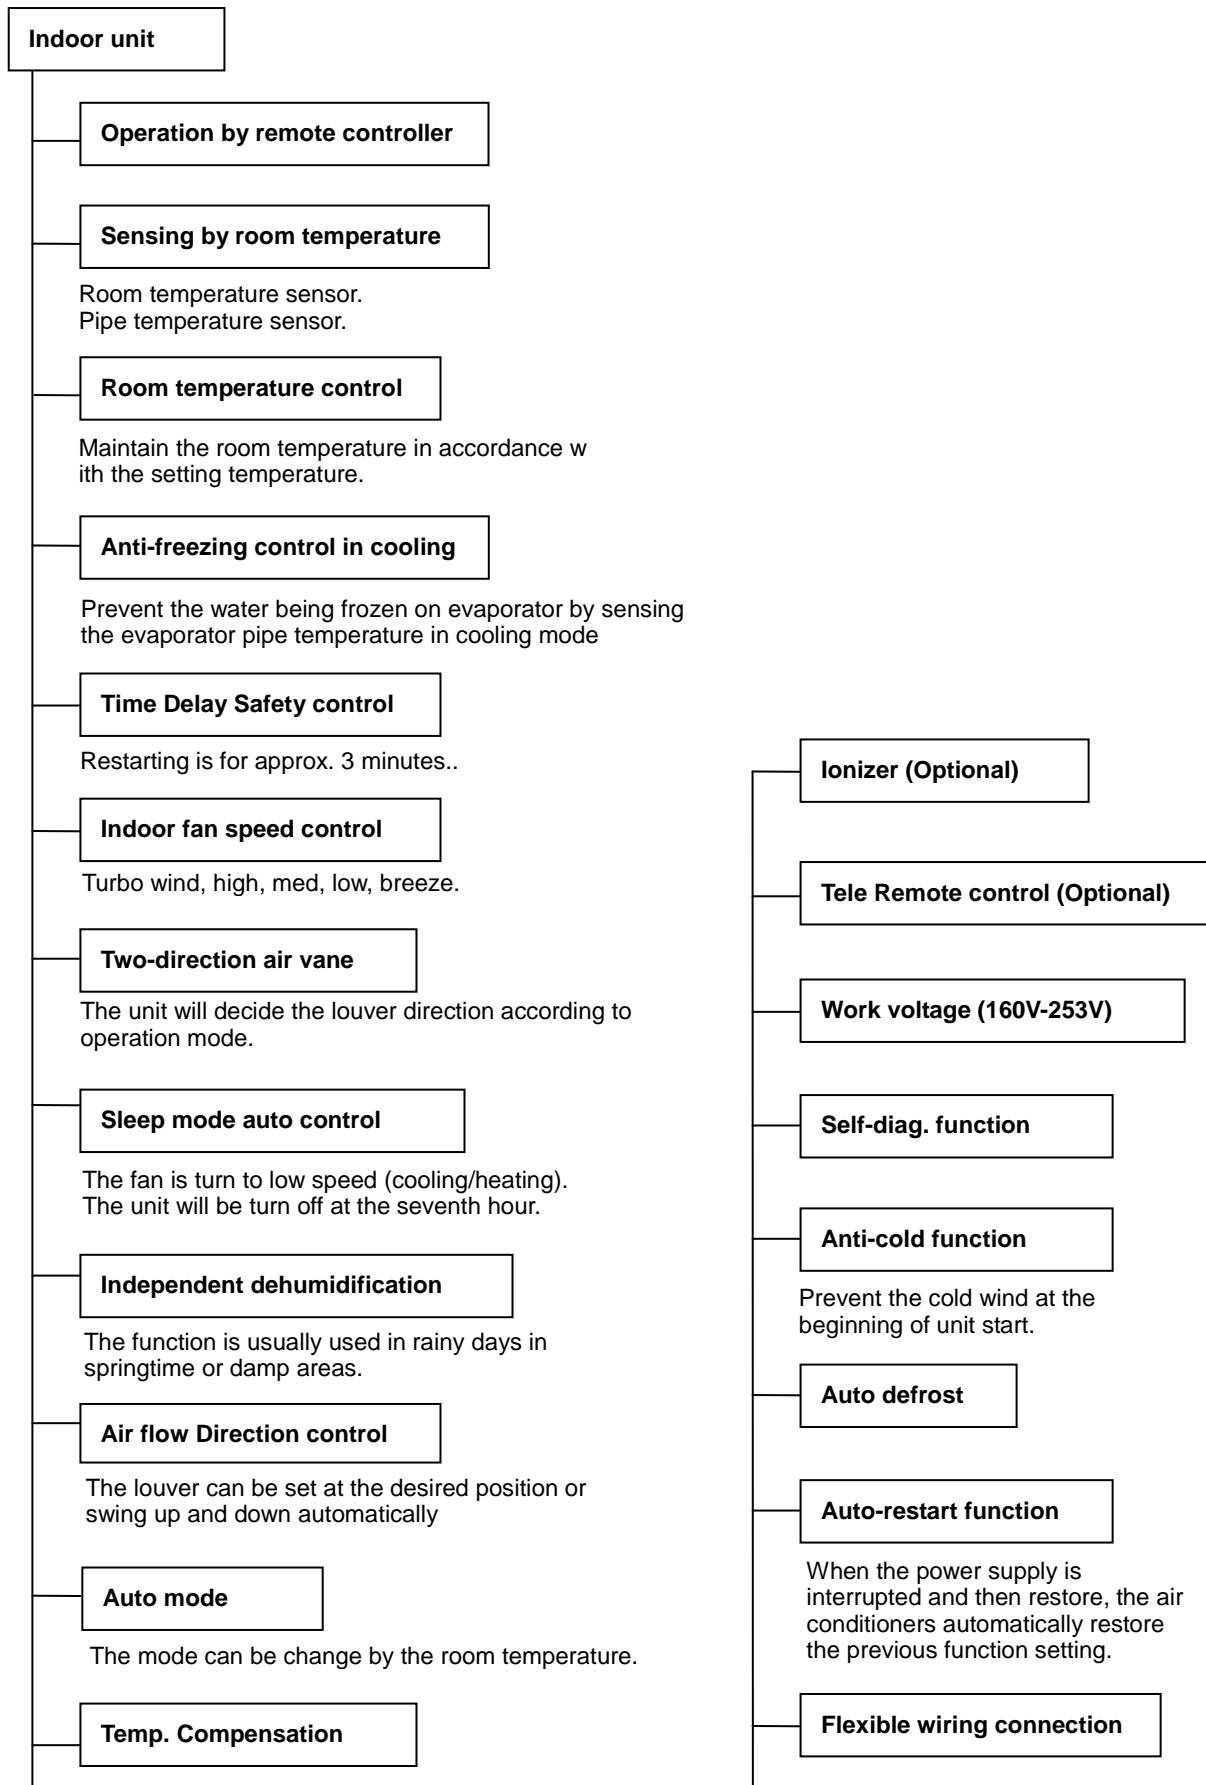 Indoor unit
Operation by remote controller
Sensing by room temperature
Room temperature sensor.
Pipe temperature sensor.
Room temperature control
Maintain the room temperature in accordance w
ith the setting temperature.
Anti-freezing control in cooling
Prevent the water being frozen on evaporator by sensing
the evaporator pipe temperature in cooling mode
Time Delay Safety control
Restarting is for approx. 3 minutes..
Indoor fan speed control
Turbo wind, high, med, low, breeze.
Two-direction air vane
The unit will decide the louver direction according to
operation mode.
Sleep mode auto control
The fan is turn to low speed (cooling/heating).
The unit will be turn off at the seventh hour.
Independent dehumidification
The function is usually used in rainy days in
springtime or damp areas.
Air flow Direction control
The louver can be set at the desired position or
swing up and down automatically
Auto mode
The mode can be change by the room temperature.
Temp. Compensation
Ionizer (Optional)
Tele Remote control (Optional)
Work voltage (160V-253V)
Self-diag. function
Anti-cold function
Prevent the cold wind at the
beginning of unit start.
Auto defrost
Auto-restart function
When the power supply is
interrupted and then restore, the air
conditioners automatically restore
the previous function setting.
Flexible wiring connection